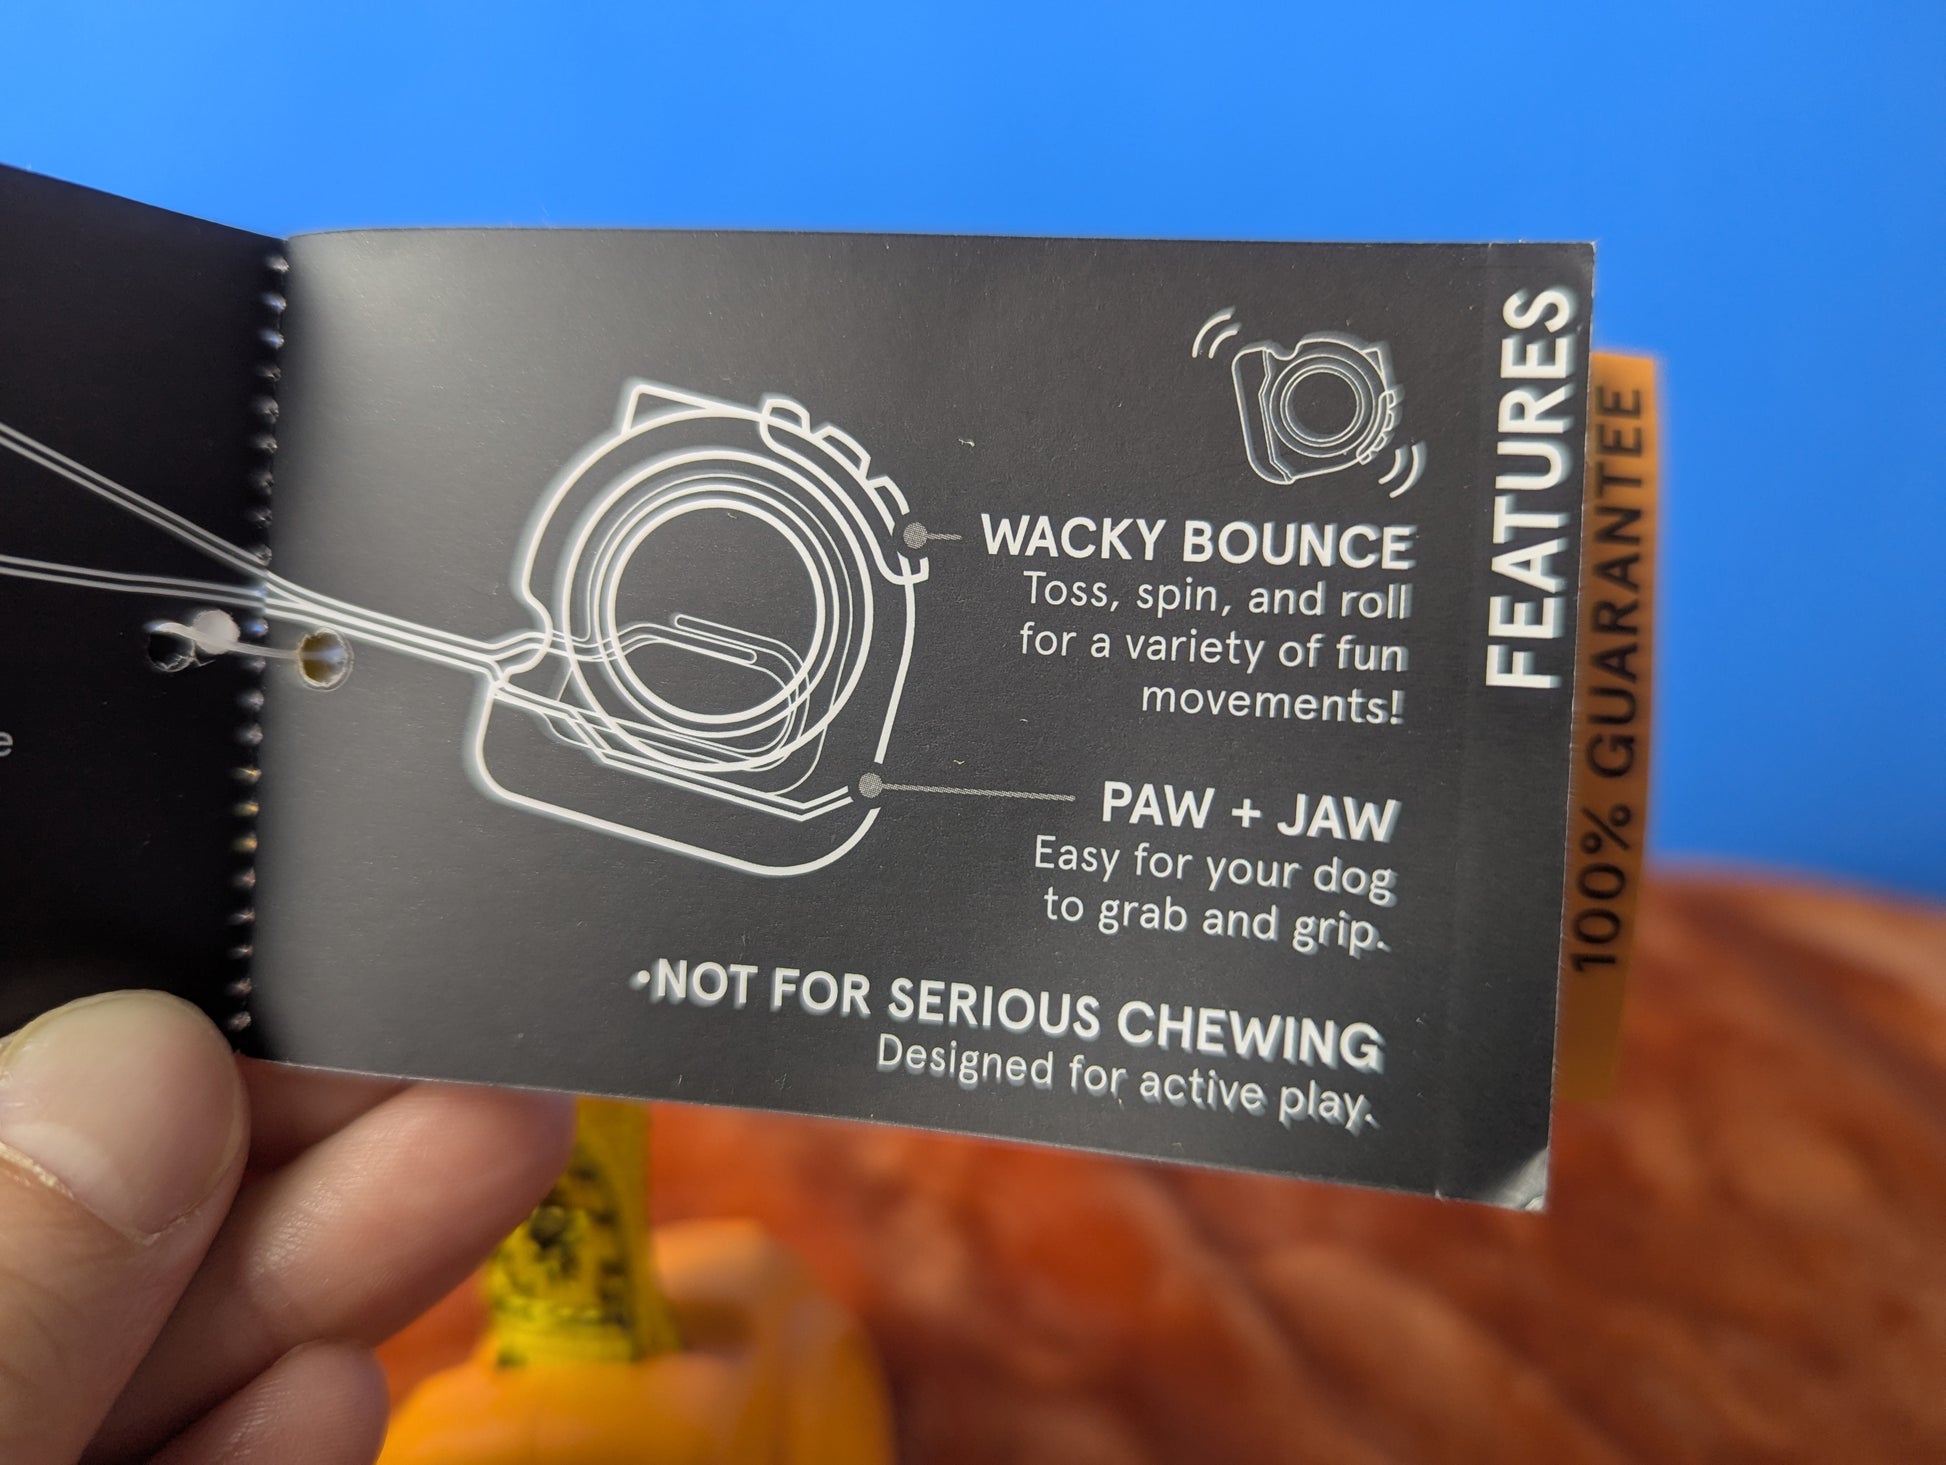 WACKY BOUNCE
Toss, spin, and roll
for a variety of fun
movements!
PAW + JAW
Easy for your dog
to grab and grip.
•NOT FOR SERIOUS CHEWING
Designed for active play.
FEATURES
100% GUARANTEE